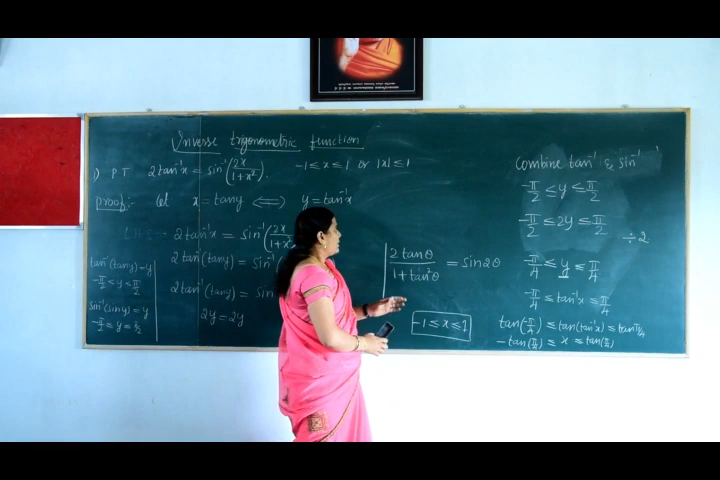 Inverse trigonometric function
1) P.T 2tan⁻¹x = sin⁻¹(2x/(1+x²)). -1≤x≤1 or |x|≤1
proof:- Let x = tany ⟺ y = tan⁻¹x
L.H.S:- 2tan⁻¹x = sin⁻¹(2x/(1+x²
2tan⁻¹(tany) = sin⁻¹(
2tan⁻¹(tany) = sin
2y = 2y
tan⁻¹(tany) = y
-π/2 ≤ y ≤ π/2
sin⁻¹(siny) = y
-π/2 ≤ y ≤ π/2
2tanθ/(1+tan²θ) = sin2θ
-1≤x≤1
Combine tan⁻¹ & sin⁻¹
-π/2 ≤ y ≤ π/2
-π/2 ≤ 2y ≤ π/2
÷2
-π/4 ≤ y ≤ π/4
-π/4 ≤ tan⁻¹x ≤ π/4
tan(-π/4) ≤ tan(tan⁻¹x) ≤ tanπ/4
-tan(π/4) ≤ x ≤ tan(π/4)